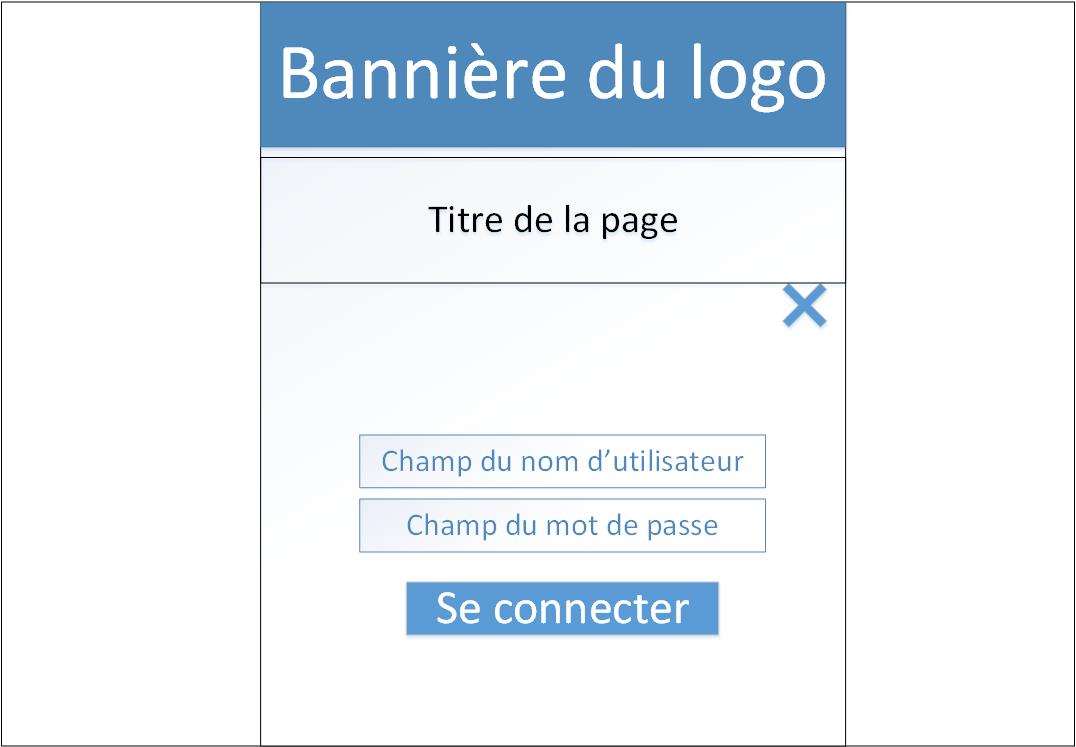 Bannière du logo
Titre de la page
Champ du nom d’utilisateur
Champ du mot de passe
Se connecter